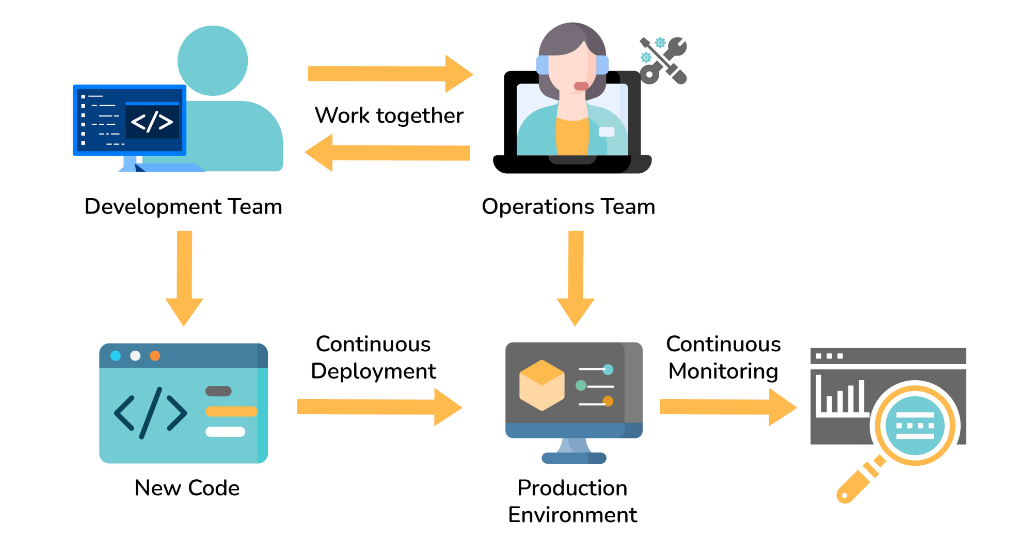 </>
Work together
Development Team
Operations Team
Continuous
Deployment
Continuous
Monitoring
</>
New Code
Production
Environment